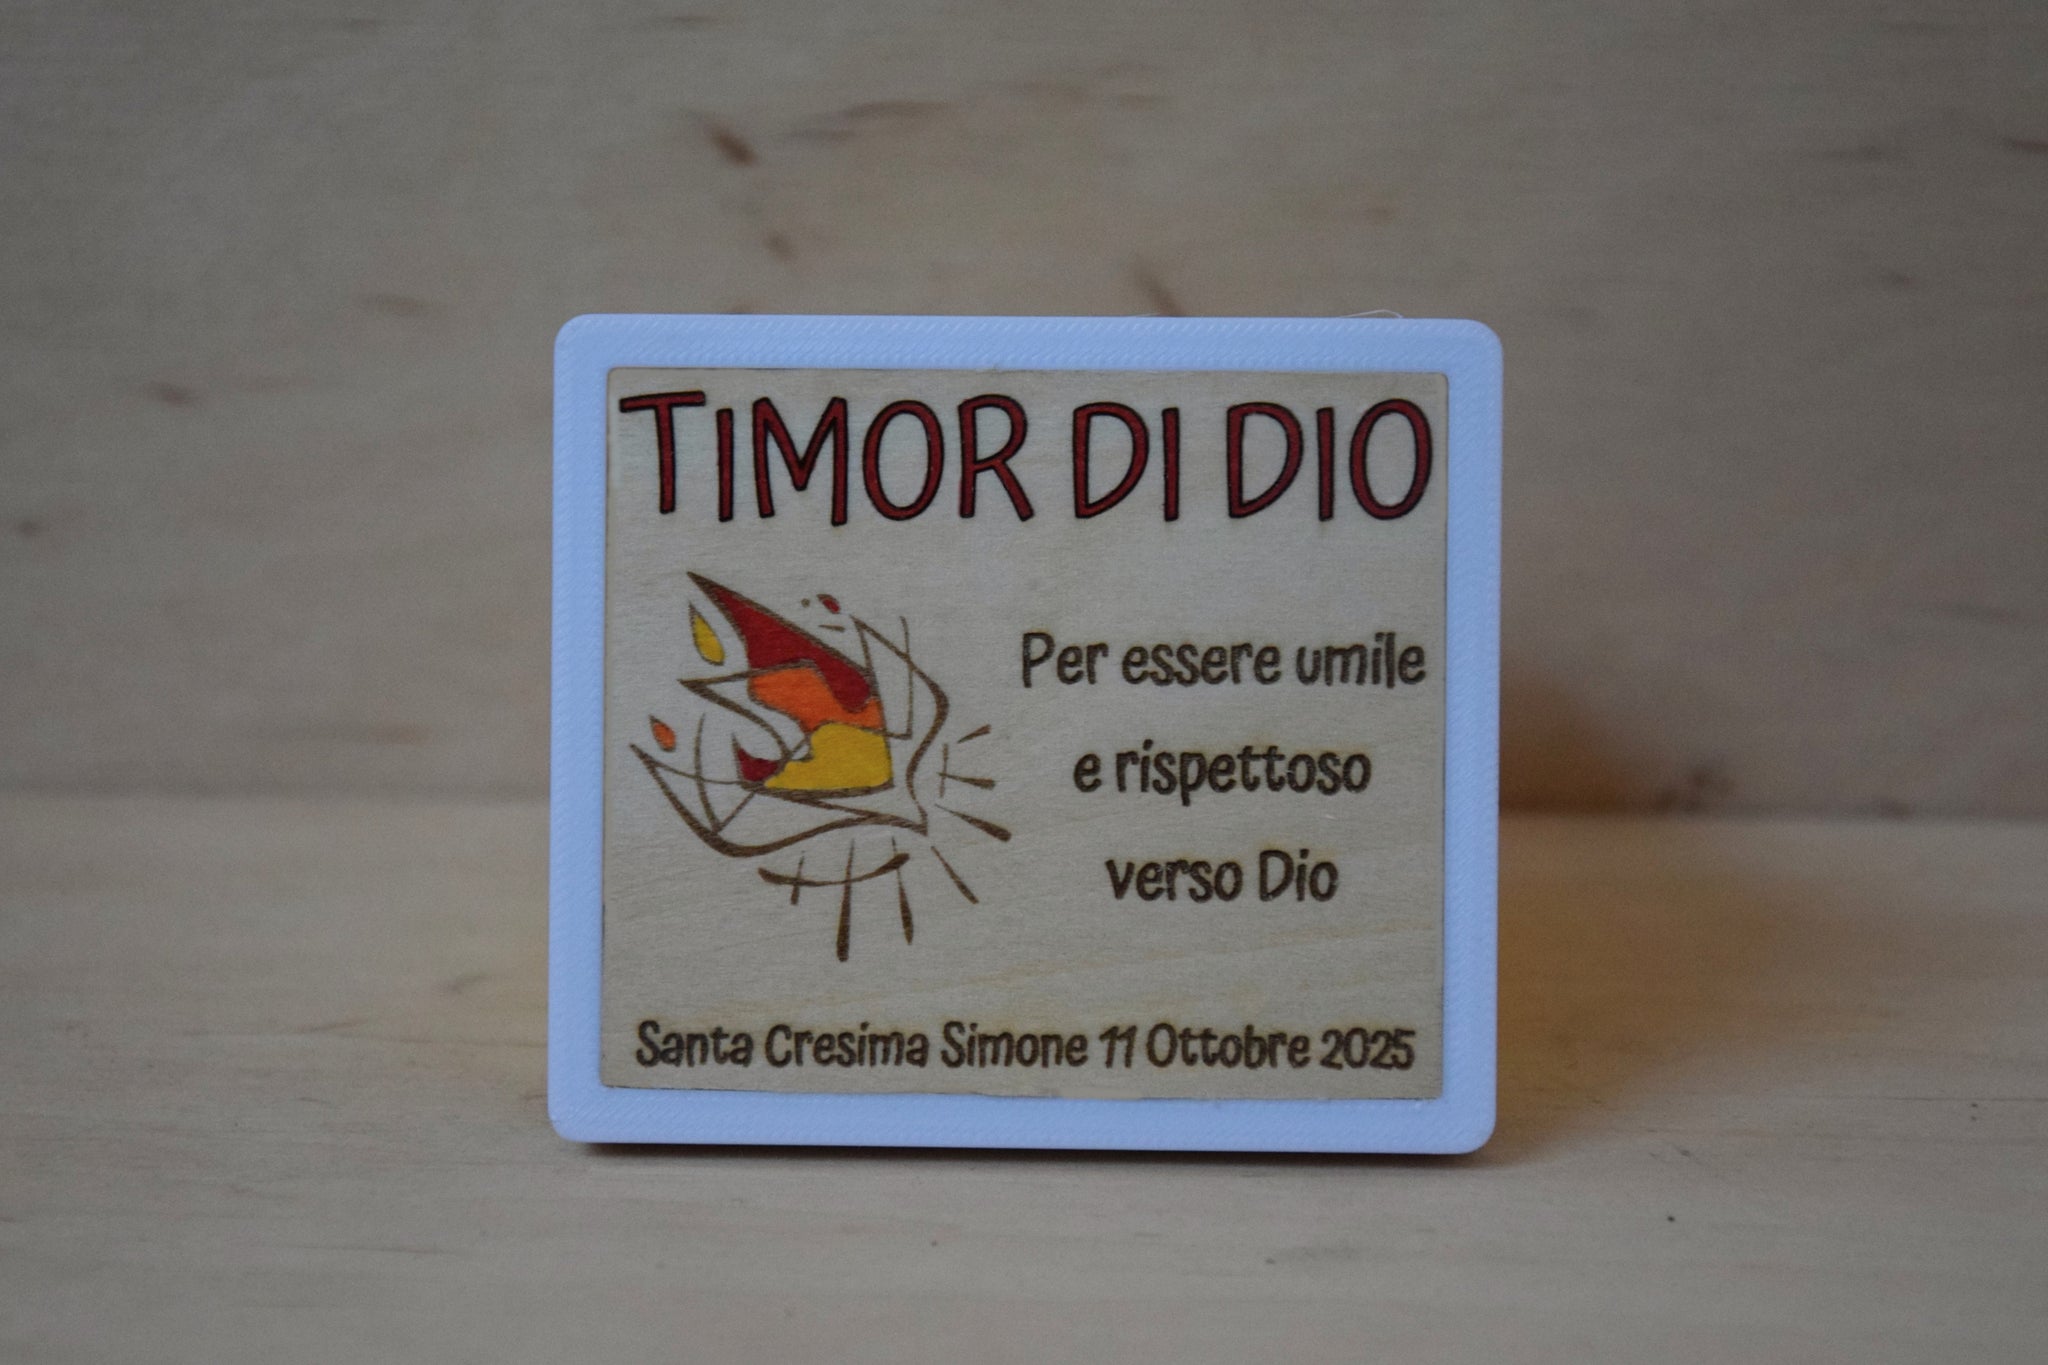 TIMOR DI DIO
Per essere umile
e rispettoso
verso Dio
Santa Cresima Simone 11 Ottobre 2025